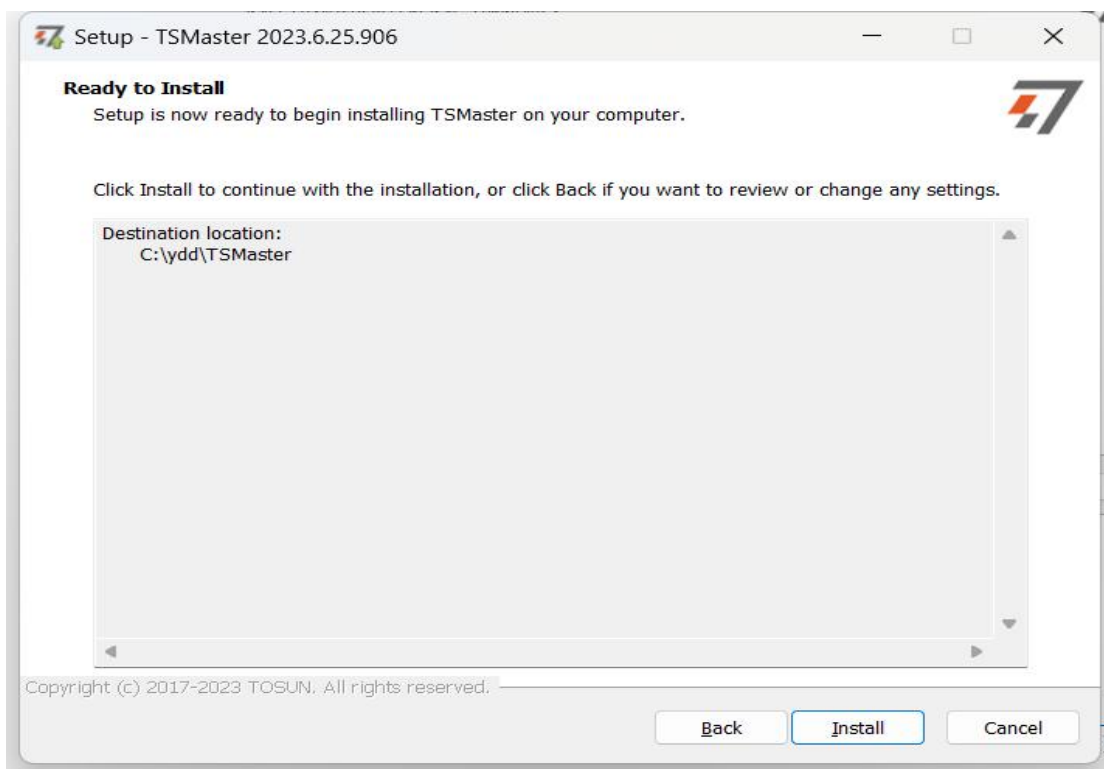 Setup - TSMaster 2023.6.25.906
Ready to Install
Setup is now ready to begin installing TSMaster on your computer.
Click Install to continue with the installation, or click Back if you want to review or change any settings.
Destination location:
C:\ydd\TSMaster
Copyright (c) 2017-2023 TOSUN. All rights reserved.
Back
Install
Cancel